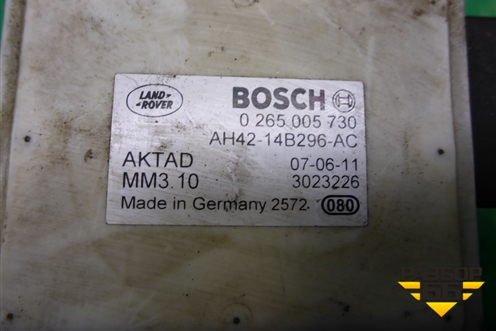 LAND
ROVER
BOSCH
0 265 005 730
AH42-14B296-AC
AKTAD
07-06-11
MM3.10
3023226
Made in Germany 2572
080
РАЗБОР